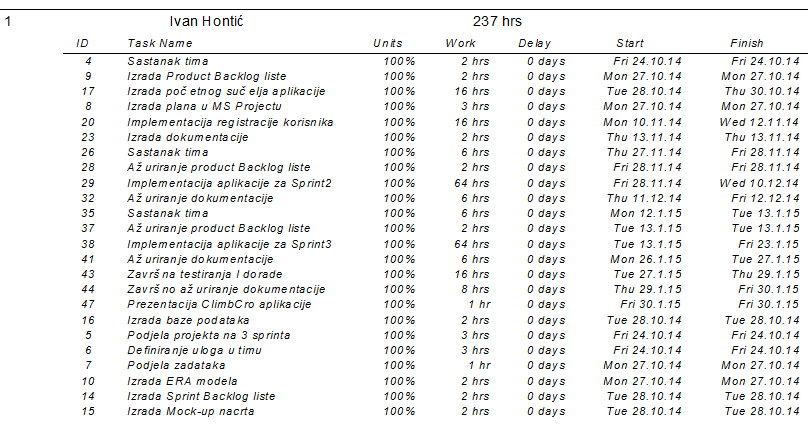 1 Ivan Hontić 237 hrs
ID Task Name Units Work Delay Start Finish
4 Sastanak tima 100% 2 hrs 0 days Fri 24.10.14 Fri 24.10.14
9 Izrada Product Backlog liste 100% 2 hrs 0 days Mon 27.10.14 Mon 27.10.14
17 Izrada početnog sučelja aplikacije 100% 16 hrs 0 days Tue 28.10.14 Thu 30.10.14
8 Izrada plana u MS Projectu 100% 3 hrs 0 days Mon 27.10.14 Mon 27.10.14
20 Implementacija registracije korisnika 100% 16 hrs 0 days Mon 10.11.14 Wed 12.11.14
23 Izrada dokumentacije 100% 2 hrs 0 days Thu 13.11.14 Thu 13.11.14
26 Sastanak tima 100% 6 hrs 0 days Thu 27.11.14 Fri 28.11.14
28 Ažuriranje product Backlog liste 100% 2 hrs 0 days Fri 28.11.14 Fri 28.11.14
29 Implementacija aplikacije za Sprint2 100% 64 hrs 0 days Fri 28.11.14 Wed 10.12.14
32 Ažuriranje dokumentacije 100% 6 hrs 0 days Thu 11.12.14 Fri 12.12.14
35 Sastanak tima 100% 6 hrs 0 days Mon 12.1.15 Tue 13.1.15
37 Ažuriranje product Backlog liste 100% 2 hrs 0 days Tue 13.1.15 Tue 13.1.15
38 Implementacija aplikacije za Sprint3 100% 64 hrs 0 days Tue 13.1.15 Fri 23.1.15
41 Ažuriranje dokumentacije 100% 6 hrs 0 days Mon 26.1.15 Tue 27.1.15
43 Završna testiranja I dorade 100% 16 hrs 0 days Tue 27.1.15 Thu 29.1.15
44 Završno ažuriranje dokumentacije 100% 8 hrs 0 days Thu 29.1.15 Fri 30.1.15
47 Prezentacija ClimbCro aplikacije 100% 1 hr 0 days Fri 30.1.15 Fri 30.1.15
16 Izrada baze podataka 100% 2 hrs 0 days Tue 28.10.14 Tue 28.10.14
5 Podjela projekta na 3 sprinta 100% 3 hrs 0 days Fri 24.10.14 Fri 24.10.14
6 Definiranje uloga u timu 100% 3 hrs 0 days Fri 24.10.14 Fri 24.10.14
7 Podjela zadataka 100% 1 hr 0 days Mon 27.10.14 Mon 27.10.14
10 Izrada ERA modela 100% 2 hrs 0 days Mon 27.10.14 Mon 27.10.14
14 Izrada Sprint Backlog liste 100% 2 hrs 0 days Tue 28.10.14 Tue 28.10.14
15 Izrada Mock-up nacrta 100% 2 hrs 0 days Tue 28.10.14 Tue 28.10.14